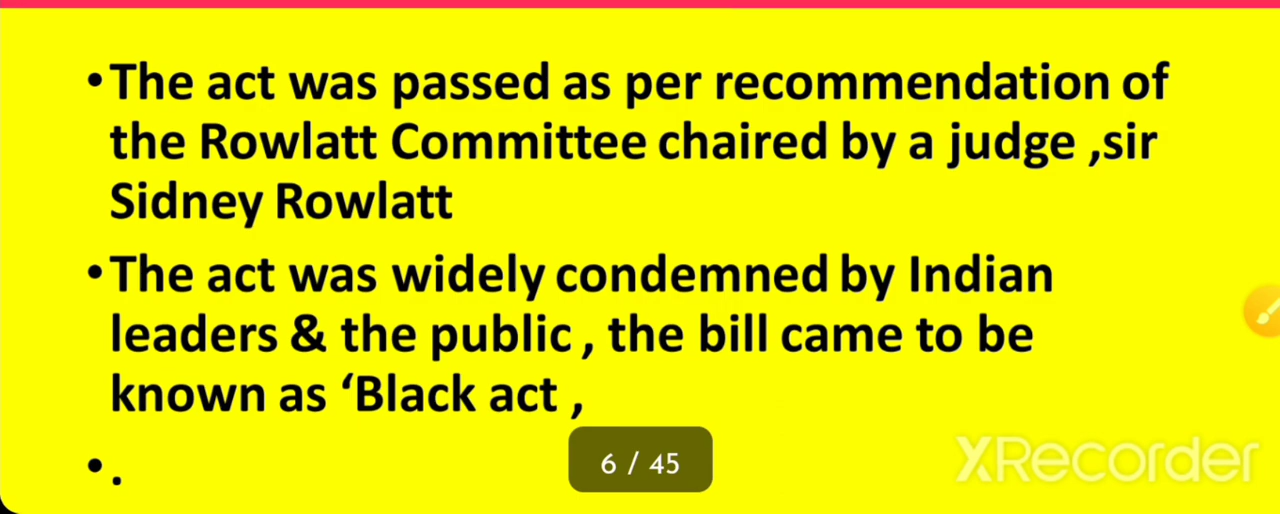 •The act was passed as per recommendation of
the Rowlatt Committee chaired by a judge ,sir
Sidney Rowlatt
•The act was widely condemned by Indian
leaders & the public , the bill came to be
known as ‘Black act ,
• .
6 / 45
XRecorder